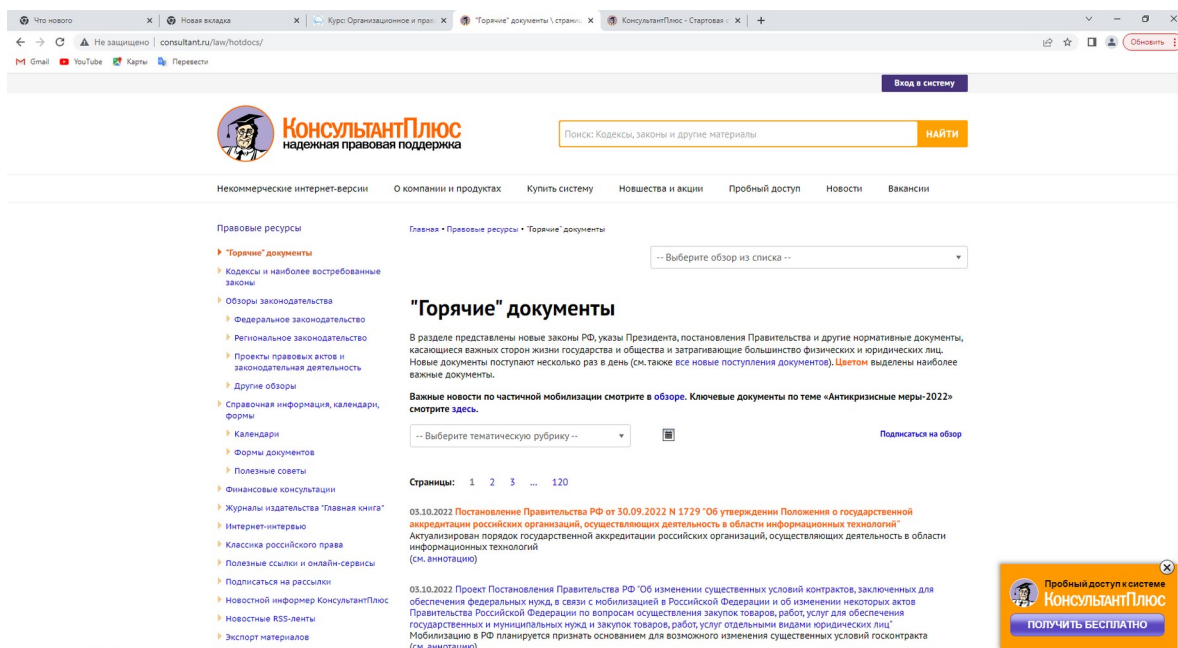 Что нового
Новая вкладка
Курс: Организационное и прав
"Горячие" документы \ страниц
КонсультантПлюс - Стартовая с
Не защищено | consultant.ru/law/hotdocs/
Обновить
Gmail YouTube Карты Перевести
Вход в систему
КОНСУЛЬТАНТПЛЮС
надежная правовая поддержка
Поиск: Кодексы, законы и другие материалы
НАЙТИ
Некоммерческие интернет-версии О компании и продуктах Купить систему Новшества и акции Пробный доступ Новости Вакансии
Правовые ресурсы
"Горячие" документы
Кодексы и наиболее востребованные
законы
Обзоры законодательства
Федеральное законодательство
Региональное законодательство
Проекты правовых актов и
законодательная деятельность
Другие обзоры
Справочная информация, календари,
формы
Календари
Формы документов
Полезные советы
Финансовые консультации
Журналы издательства "Главная книга"
Интернет-интервью
Классика российского права
Полезные ссылки и онлайн-сервисы
Подписаться на рассылки
Новостной информер КонсультантПлюс
Новостные RSS-ленты
Экспорт материалов
Главная • Правовые ресурсы • "Горячие" документы
-- Выберите обзор из списка --
"Горячие" документы
В разделе представлены новые законы РФ, указы Президента, постановления Правительства и другие нормативные документы,
касающиеся важных сторон жизни государства и общества и затрагивающие большинство физических и юридических лиц.
Новые документы поступают несколько раз в день (см. также все новые поступления документов). Цветом выделены наиболее
важные документы.
Важные новости по частичной мобилизации смотрите в обзоре. Ключевые документы по теме «Антикризисные меры-2022»
смотрите здесь.
-- Выберите тематическую рубрику --
Подписаться на обзор
Страницы: 1 2 3 ... 120
03.10.2022 Постановление Правительства РФ от 30.09.2022 N 1729 "Об утверждении Положения о государственной
аккредитации российских организаций, осуществляющих деятельность в области информационных технологий"
Актуализирован порядок государственной аккредитации российских организаций, осуществляющих деятельность в области
информационных технологий
(см. аннотацию)
03.10.2022 Проект Постановления Правительства РФ "Об изменении существенных условий контрактов, заключенных для
обеспечения федеральных нужд, в связи с мобилизацией в Российской Федерации и об изменении некоторых актов
Правительства Российской Федерации по вопросам осуществления закупок товаров, работ, услуг для обеспечения
государственных и муниципальных нужд и закупок товаров, работ, услуг отдельными видами юридических лиц"
Мобилизацию в РФ планируется признать основанием для возможного изменения существенных условий госконтракта
(см. аннотацию)
Пробный доступ к системе
КОНСУЛЬТАНТПЛЮС
ПОЛУЧИТЬ БЕСПЛАТНО